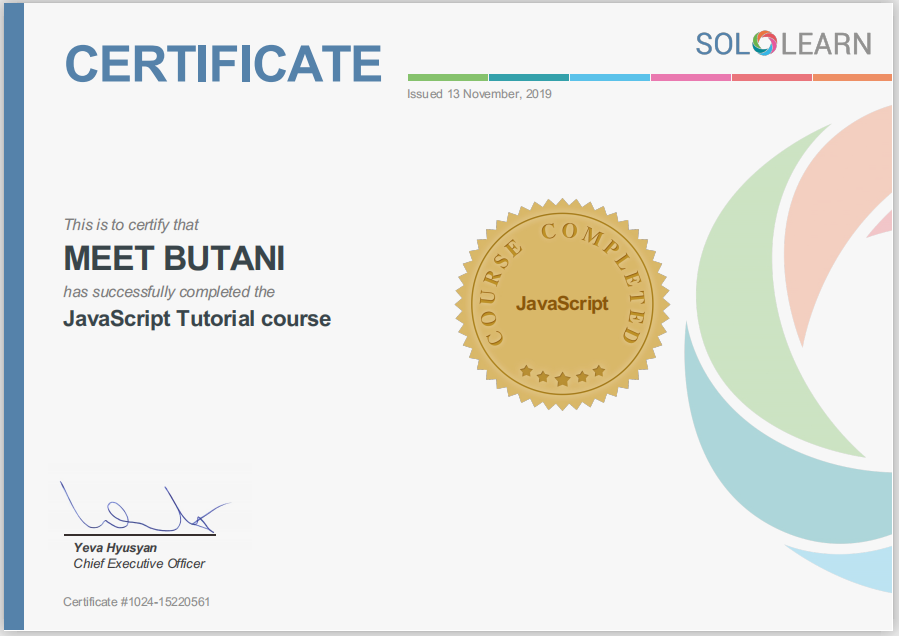 CERTIFICATE
SOLOLEARN
Issued 13 November, 2019
This is to certify that
MEET BUTANI
has successfully completed the
JavaScript Tutorial course
COURSE COMPLETED
JavaScript
Yeva Hyusyan
Chief Executive Officer
Certificate #1024-15220561